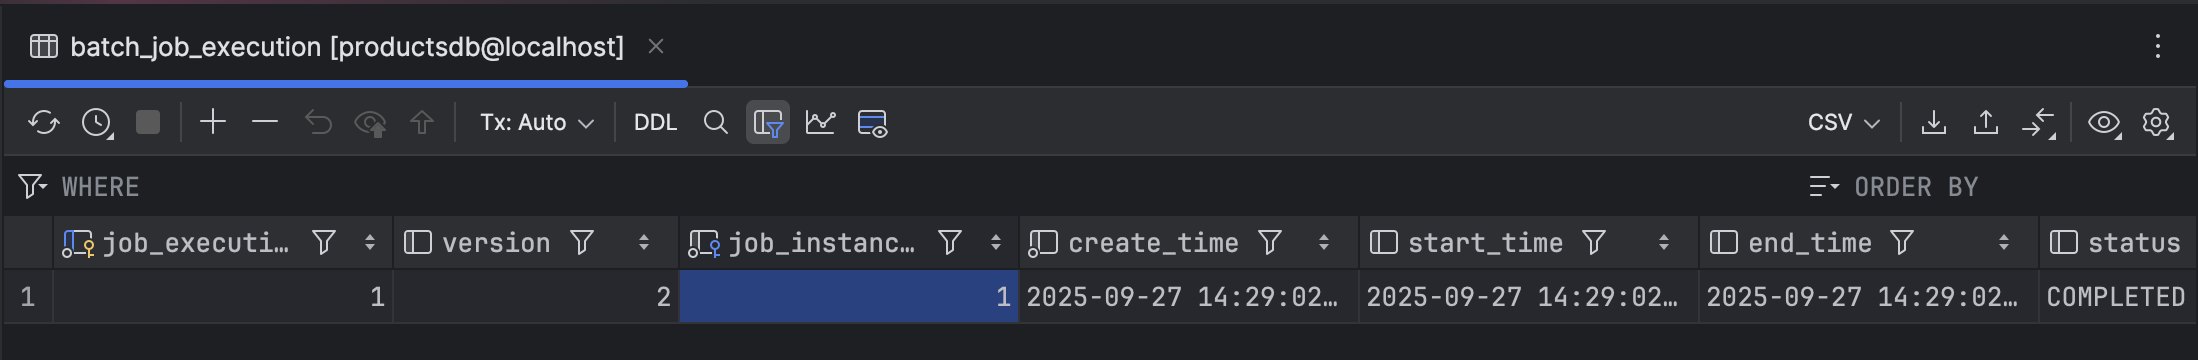 batch_job_execution [productsdb@localhost]
Tx: Auto DDL CSV
WHERE ORDER BY
job_executi… version job_instanc… create_time start_time end_time status
1 1 2 1 2025-09-27 14:29:02… 2025-09-27 14:29:02… 2025-09-27 14:29:02… COMPLETED